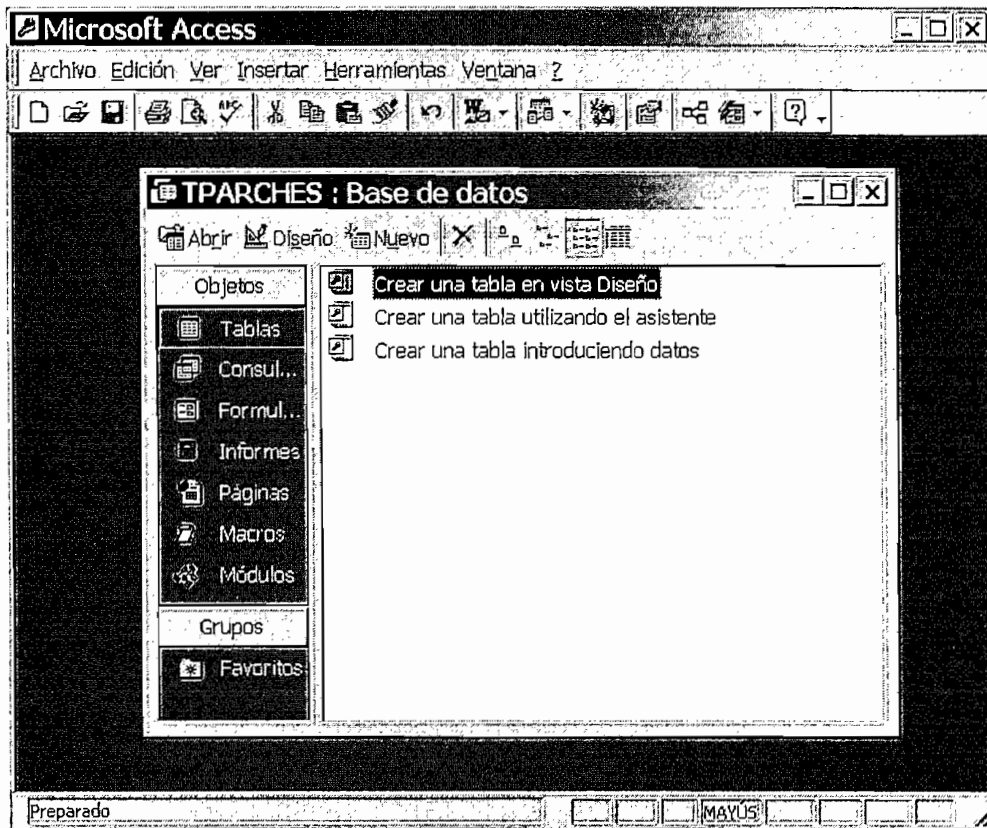 Microsoft Access
Archivo Edición Ver Insertar Herramientas Ventana ?
TPARCHES : Base de datos
Abrir Diseño Nuevo
Objetos
Tablas
Consul...
Formul...
Informes
Páginas
Macros
Módulos
Grupos
Favoritos
Crear una tabla en vista Diseño
Crear una tabla utilizando el asistente
Crear una tabla introduciendo datos
Preparado
MAYÚS